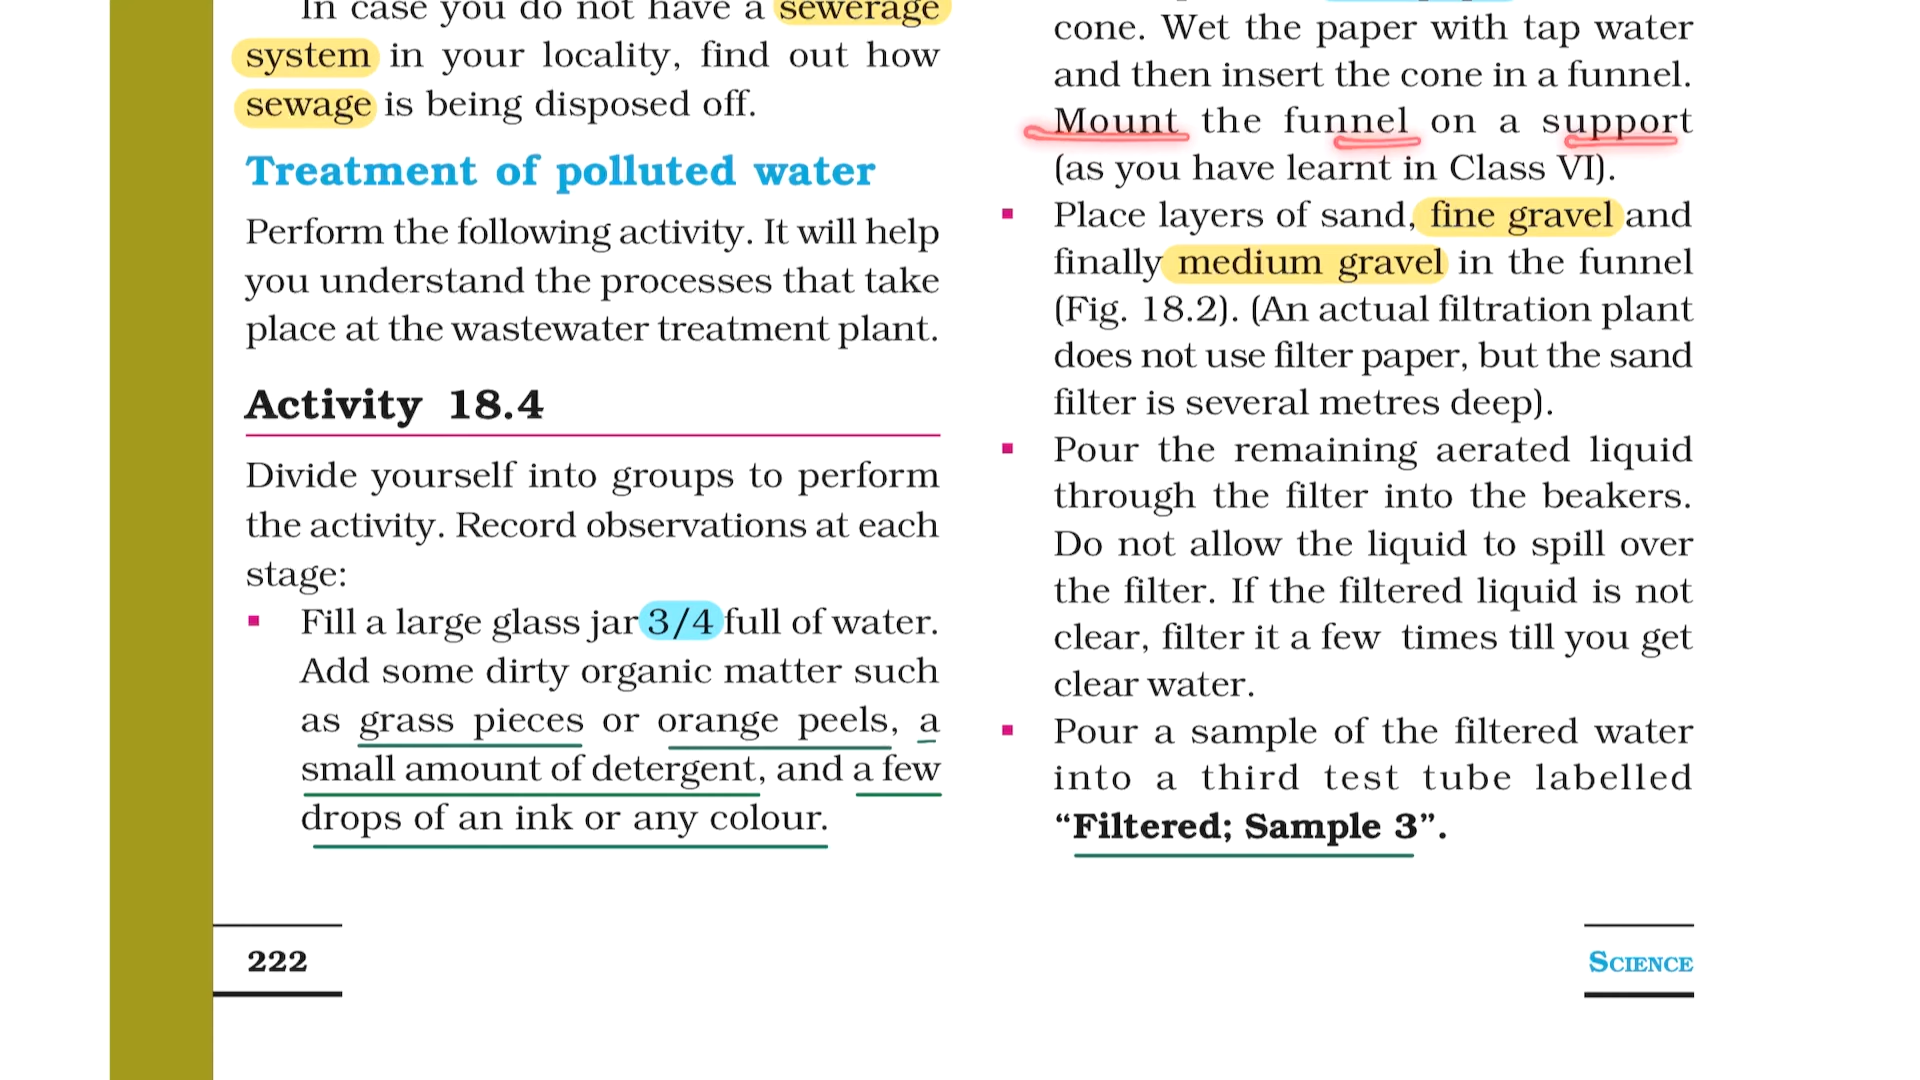 In case you do not have a sewerage
system in your locality, find out how
sewage is being disposed off.
Treatment of polluted water
Perform the following activity. It will help
you understand the processes that take
place at the wastewater treatment plant.
Activity 18.4
Divide yourself into groups to perform
the activity. Record observations at each
stage:
▪ Fill a large glass jar 3/4 full of water.
Add some dirty organic matter such
as grass pieces or orange peels, a
small amount of detergent, and a few
drops of an ink or any colour.
cone. Wet the paper with tap water
and then insert the cone in a funnel.
Mount the funnel on a support
(as you have learnt in Class VI).
▪ Place layers of sand, fine gravel and
finally medium gravel in the funnel
(Fig. 18.2). (An actual filtration plant
does not use filter paper, but the sand
filter is several metres deep).
▪ Pour the remaining aerated liquid
through the filter into the beakers.
Do not allow the liquid to spill over
the filter. If the filtered liquid is not
clear, filter it a few times till you get
clear water.
▪ Pour a sample of the filtered water
into a third test tube labelled
“Filtered; Sample 3”.
222
SCIENCE